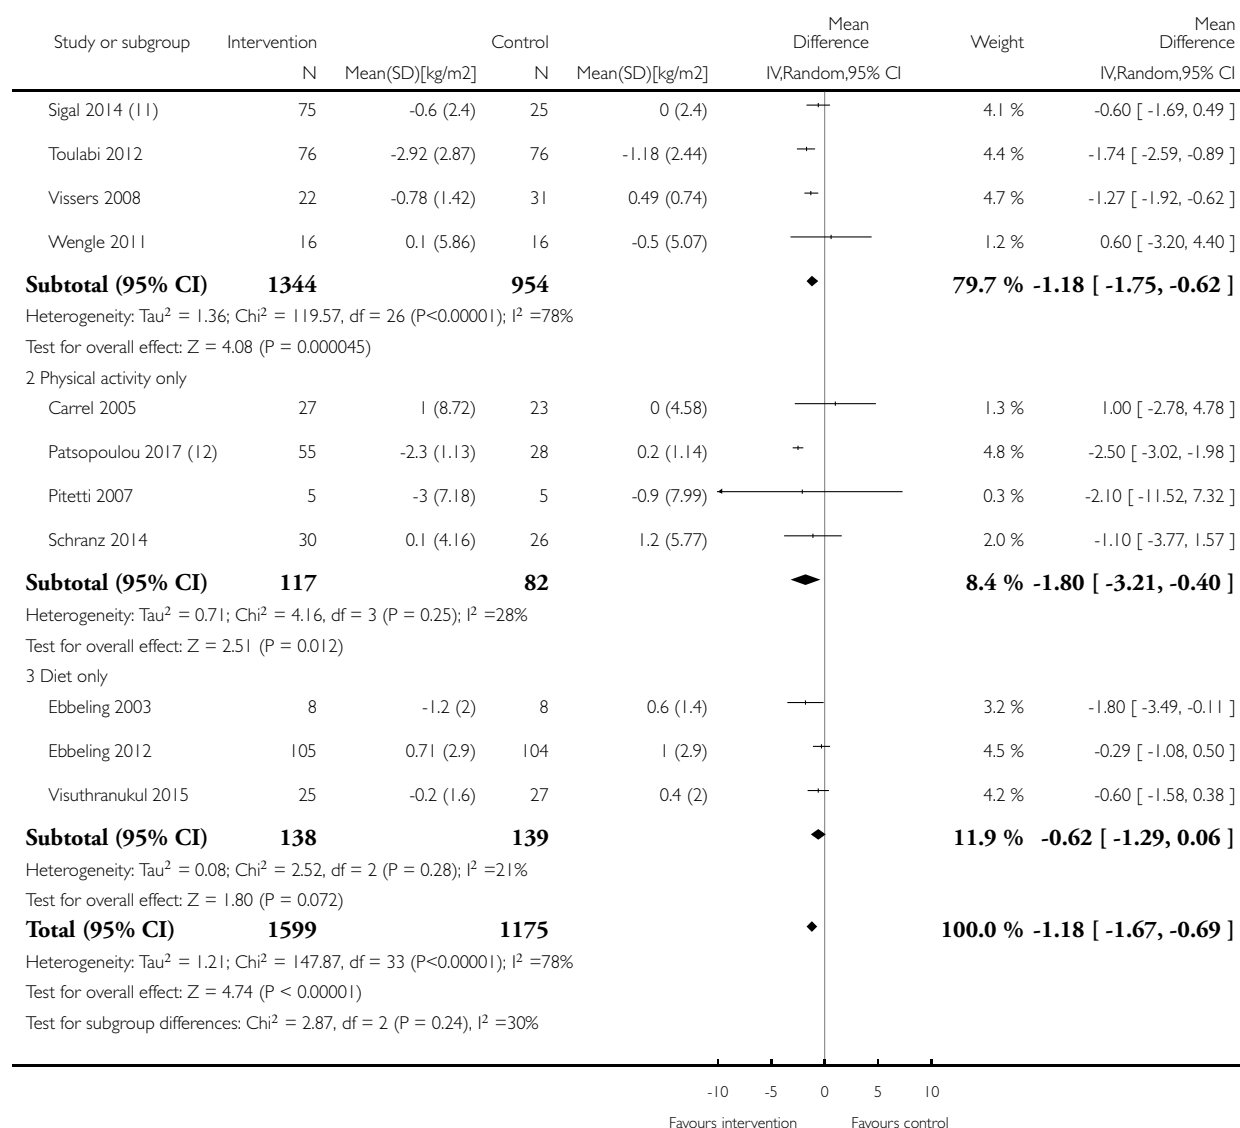 Mean Mean
Study or subgroup Intervention Control Difference Weight Difference
N Mean(SD)[kg/m2] N Mean(SD)[kg/m2] IV,Random,95% CI IV,Random,95% CI
Sigal 2014 (11) 75 -0.6 (2.4) 25 0 (2.4) 4.1 % -0.60 [ -1.69, 0.49 ]
Toulabi 2012 76 -2.92 (2.87) 76 -1.18 (2.44) 4.4 % -1.74 [ -2.59, -0.89 ]
Vissers 2008 22 -0.78 (1.42) 31 0.49 (0.74) 4.7 % -1.27 [ -1.92, -0.62 ]
Wengle 2011 16 0.1 (5.86) 16 -0.5 (5.07) 1.2 % 0.60 [ -3.20, 4.40 ]
Subtotal (95% CI) 1344 954 79.7 % -1.18 [ -1.75, -0.62 ]
Heterogeneity: Tau² = 1.36; Chi² = 119.57, df = 26 (P<0.00001); I² =78%
Test for overall effect: Z = 4.08 (P = 0.000045)
2 Physical activity only
Carrel 2005 27 1 (8.72) 23 0 (4.58) 1.3 % 1.00 [ -2.78, 4.78 ]
Patsopoulou 2017 (12) 55 -2.3 (1.13) 28 0.2 (1.14) 4.8 % -2.50 [ -3.02, -1.98 ]
Pitetti 2007 5 -3 (7.18) 5 -0.9 (7.99) 0.3 % -2.10 [ -11.52, 7.32 ]
Schranz 2014 30 0.1 (4.16) 26 1.2 (5.77) 2.0 % -1.10 [ -3.77, 1.57 ]
Subtotal (95% CI) 117 82 8.4 % -1.80 [ -3.21, -0.40 ]
Heterogeneity: Tau² = 0.71; Chi² = 4.16, df = 3 (P = 0.25); I² =28%
Test for overall effect: Z = 2.51 (P = 0.012)
3 Diet only
Ebbeling 2003 8 -1.2 (2) 8 0.6 (1.4) 3.2 % -1.80 [ -3.49, -0.11 ]
Ebbeling 2012 105 0.71 (2.9) 104 1 (2.9) 4.5 % -0.29 [ -1.08, 0.50 ]
Visuthranukul 2015 25 -0.2 (1.6) 27 0.4 (2) 4.2 % -0.60 [ -1.58, 0.38 ]
Subtotal (95% CI) 138 139 11.9 % -0.62 [ -1.29, 0.06 ]
Heterogeneity: Tau² = 0.08; Chi² = 2.52, df = 2 (P = 0.28); I² =21%
Test for overall effect: Z = 1.80 (P = 0.072)
Total (95% CI) 1599 1175 100.0 % -1.18 [ -1.67, -0.69 ]
Heterogeneity: Tau² = 1.21; Chi² = 147.87, df = 33 (P<0.00001); I² =78%
Test for overall effect: Z = 4.74 (P < 0.00001)
Test for subgroup differences: Chi² = 2.87, df = 2 (P = 0.24), I² =30%
-10 -5 0 5 10
Favours intervention Favours control